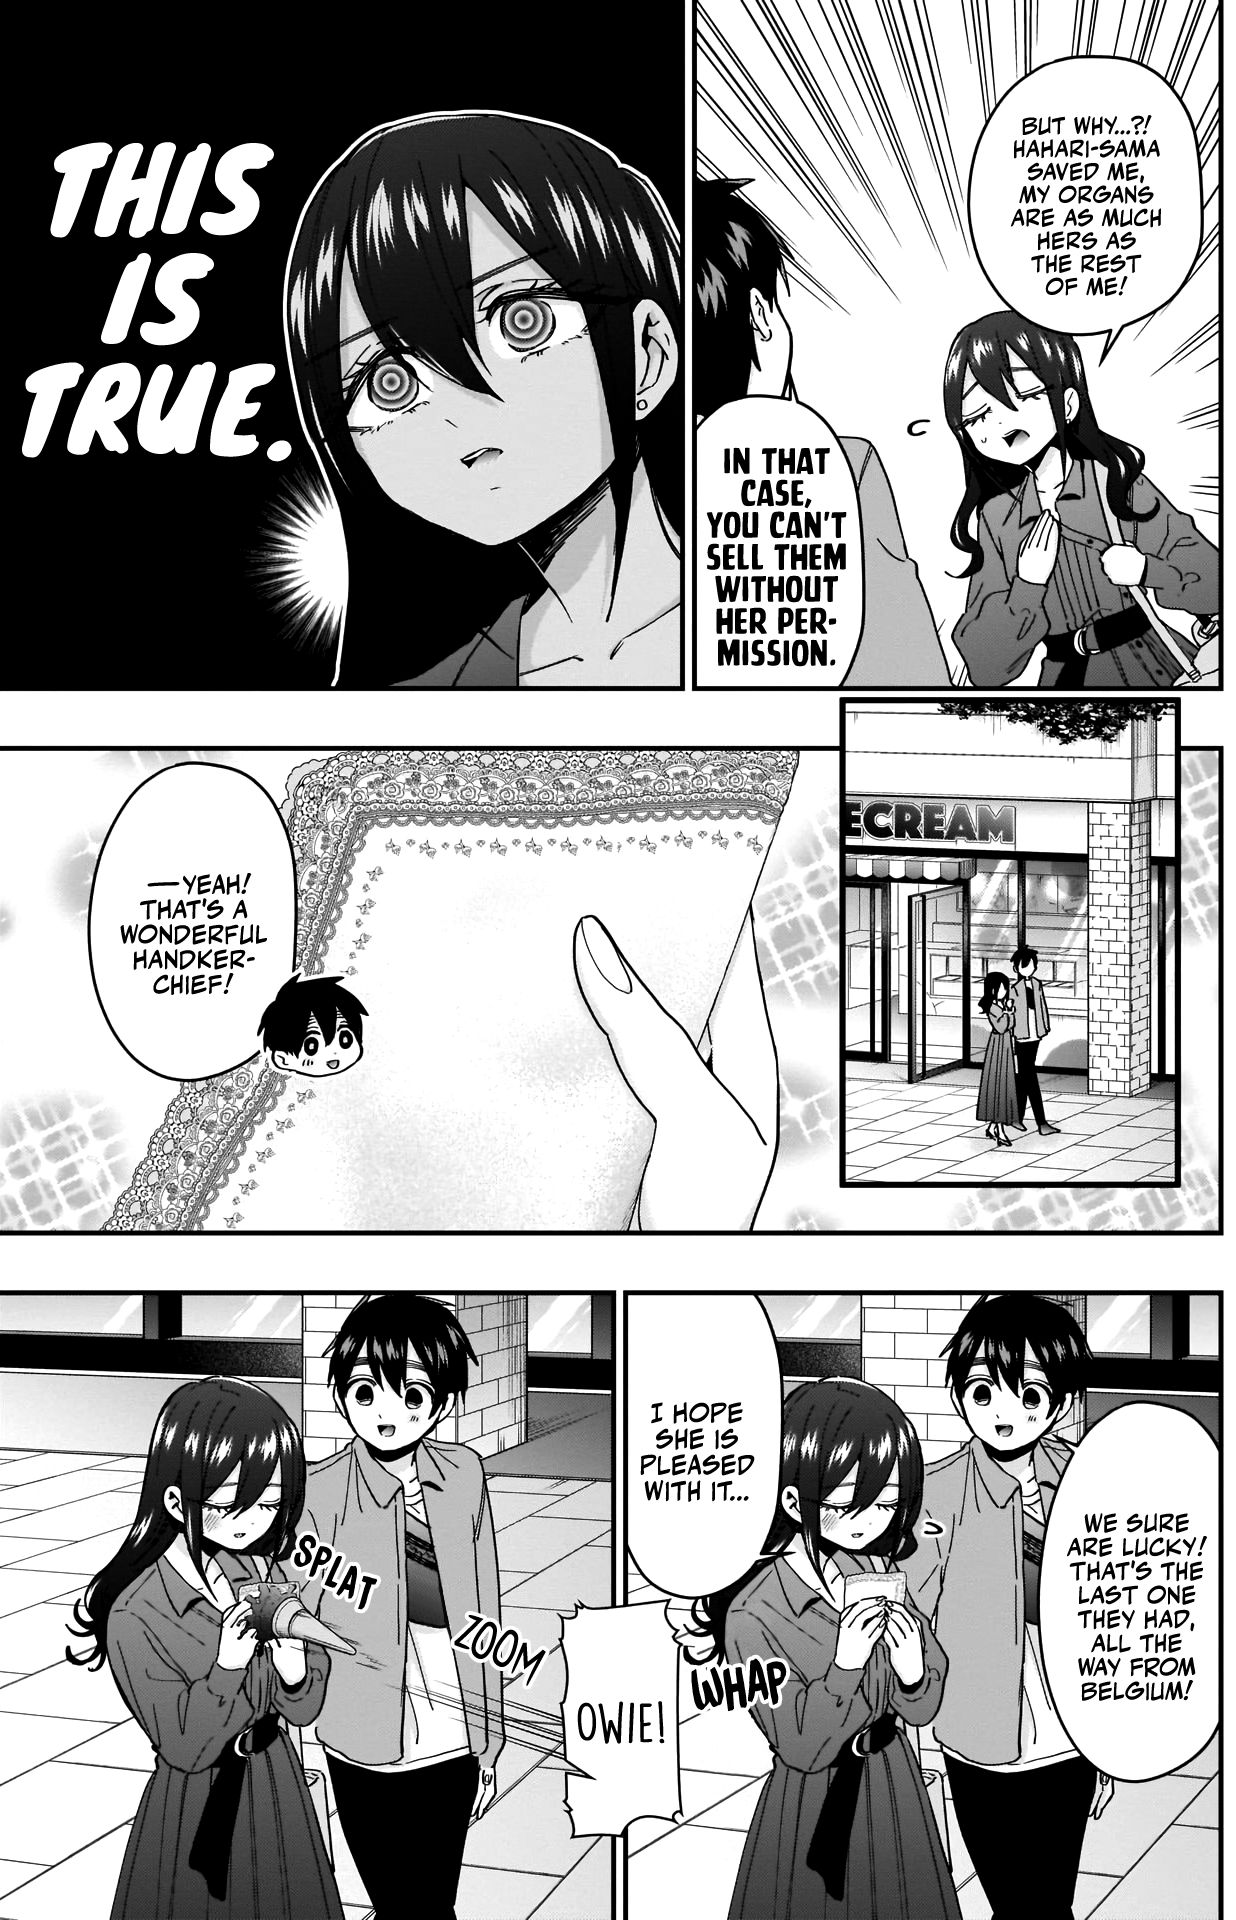 BUT WHY...?!
HAHARI-SAMA
SAVED ME,
MY ORGANS
ARE AS MUCH
HERS AS
THE REST
OF ME!
IN THAT
CASE,
YOU CAN'T
SELL THEM
WITHOUT
HER PER-
MISSION.
THIS
IS
TRUE.
ECREAM
—YEAH!
THAT'S A
WONDERFUL
HANDKER-
CHIEF!
WE SURE
ARE LUCKY!
THAT'S THE
LAST ONE
THEY HAD,
ALL THE
WAY FROM
BELGIUM!
I HOPE
SHE IS
PLEASED
WITH IT...
WHAP
OWIE!
ZOOM
SPLAT